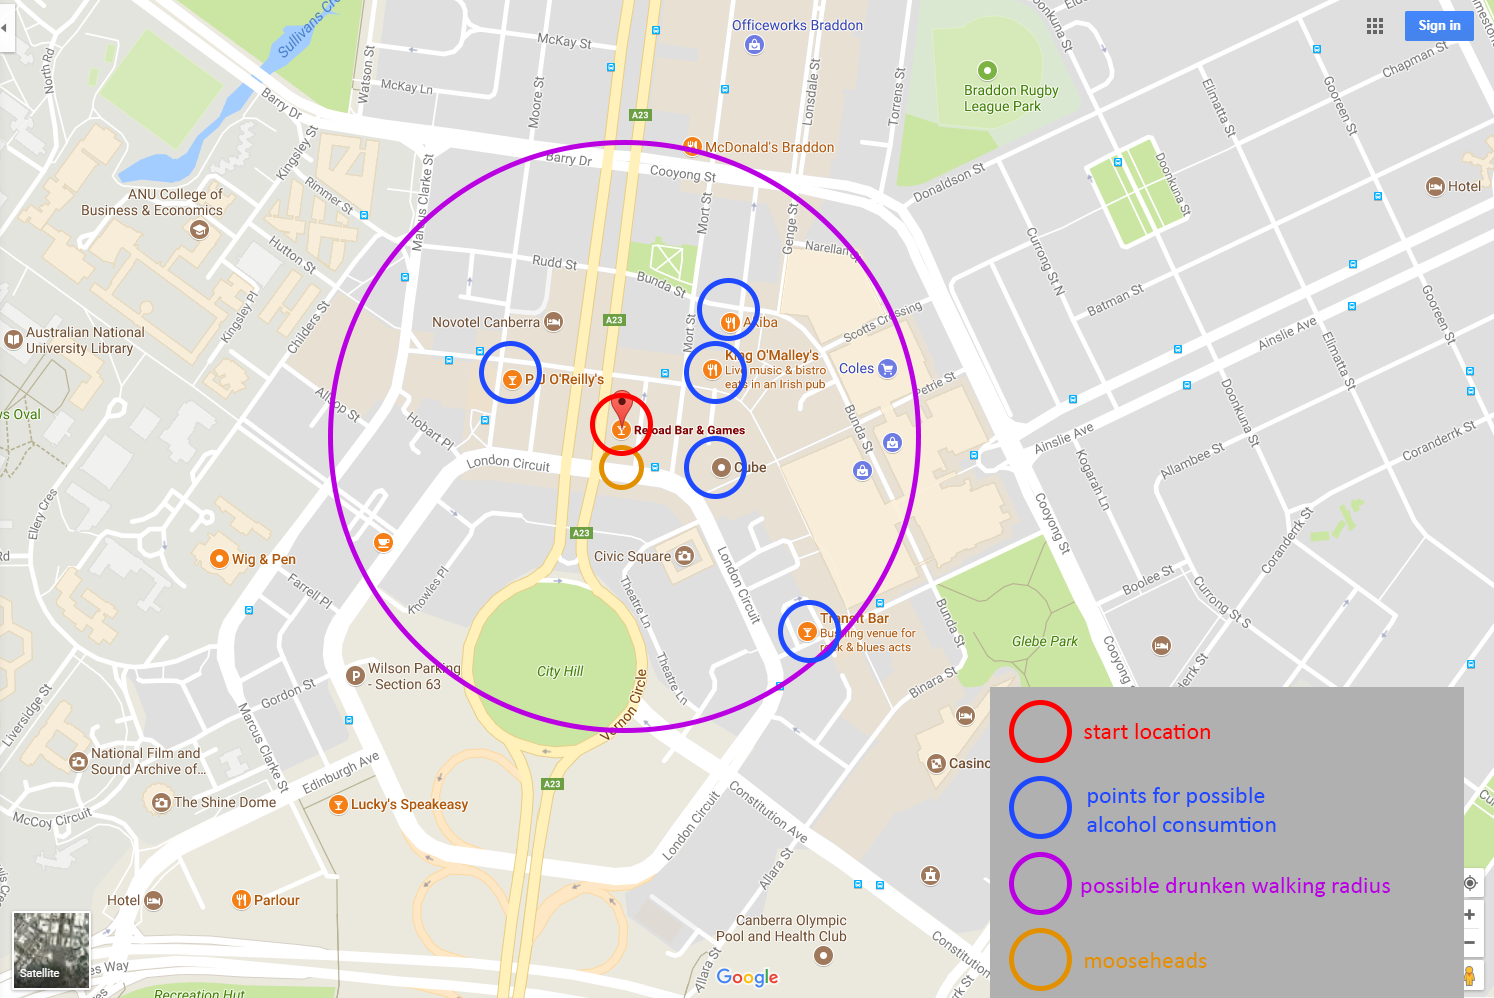 Sullivans Cre
Officeworks Braddon
Sign in
McKay St
North Rd
Watson St
McKay Ln
Moore St
Lonsdale St
Torrens St
Doonkuna St
Chapman St
Elimatta St
Gooreen St
Braddon Rugby
League Park
Barry Dr
A23
Kingsley St
McDonald's Braddon
Barry Dr
Cooyong St
Donaldson St
Doonkuna St
Hotel
ANU College of
Business & Economics
Rimmer St
Marcus Clarke St
Mort St
Genge St
Narellan St
Currong St N
Hutton St
Rudd St
Bunda St
Batman St
Gooreen St
Kingsley Pl
Childers St
Novotel Canberra
A23
Akiba
Scotts Crossing
Ainslie Ave
Elimatta St
Australian National
University Library
Mort St
King O'Malley's
Live music & bistro
eats in an Irish pub
Coles
Petrie St
P J O'Reilly's
Allsop St
Hobart Pl
ws Oval
Reload Bar & Games
Bunda St
Doonkuna St
Ainslie Ave
Coranderrk St
London Circuit
Cube
Kogarah Ln
Allambee St
Ellery Cres
Cooyong St
A23
Coranderrk St
Rd
Wig & Pen
Civic Square
London Circuit
Farrell Pl
Knowles Pl
Theatre Ln
Boolee St
Currong St S
Transit Bar
Busking venue for
rock & blues acts
Bunda St
Glebe Park
City Hill
Wilson Parking
- Section 63
Theatre Ln
Vernon Circle
Binara St
Cooyong
derrk St
Gordon St
Liversidge St
Marcus Clarke St
start location
National Film and
Sound Archive of...
Edinburgh Ave
Casino
A23
points for possible
alcohol consumtion
The Shine Dome
Lucky's Speakeasy
McCoy Circuit
London Circuit
Constitution Ave
Allara St
possible drunken walking radius
Hotel
Parlour
Canberra Olympic
Pool and Health Club
Constitution
mooseheads
Satellite
es Way
Allara St
Google
Recreation Hut